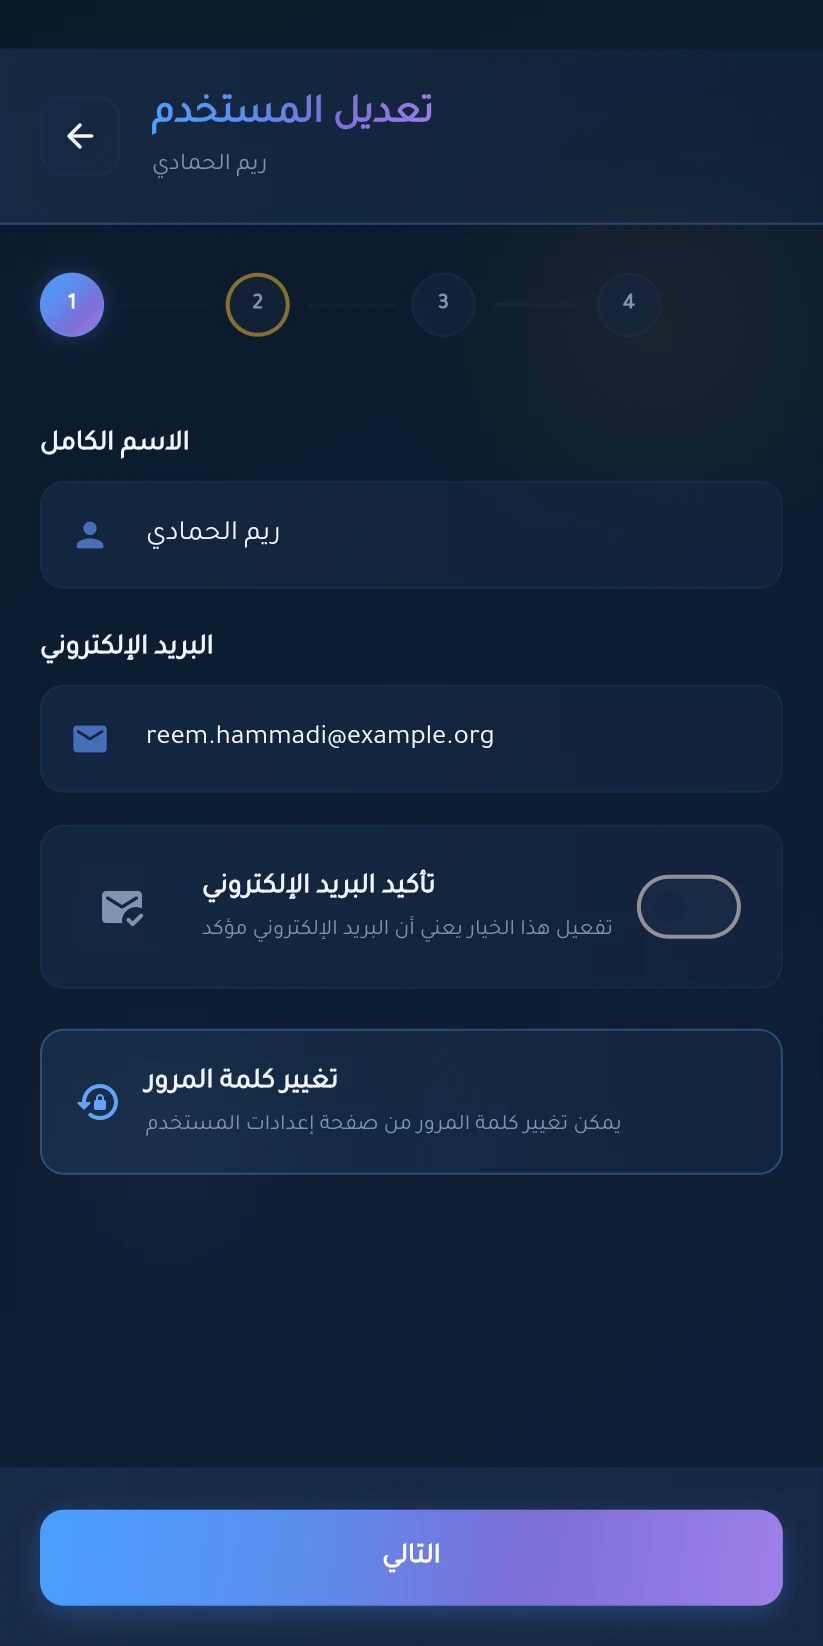 تعديل المستخدم
ريم الحمادي
1
2
3
4
الاسم الكامل
ريم الحمادي
البريد الإلكتروني
reem.hammadi@example.org
تأكيد البريد الإلكتروني
تفعيل هذا الخيار يعني أن البريد الإلكتروني مؤكد
تغيير كلمة المرور
يمكن تغيير كلمة المرور من صفحة إعدادات المستخدم
التالي